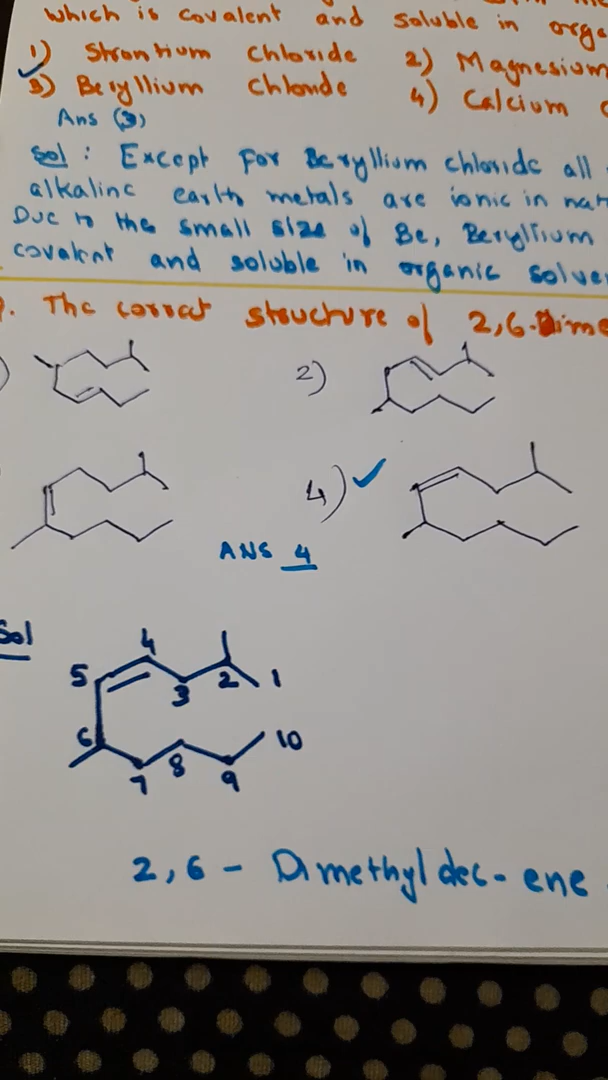 which is covalent and soluble in orga
1) Strontium Chloride 2) Magnesium
3) Beryllium Chloride 4) Calcium
Ans (3)
Sol : Except for Beryllium chloride all
alkaline earth metals are ionic in nat
Due to the small size of Be, Beryllium
covalent and soluble in organic solve
The correct structure of 2,6-Dime
2)
4)
ANS 4
Sol
4
5 2 1
3
6 10
8
7 9
2,6 - Dimethyl dec- ene